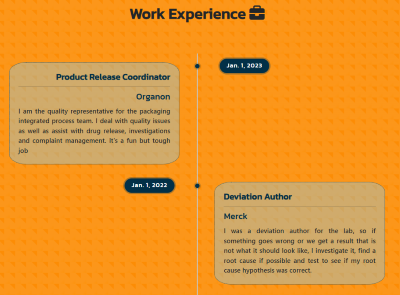 Work Experience
Jan. 1, 2023
Product Release Coordinator
Organon
I am the quality representative for the packaging
integrated process team. I deal with quality issues
as well as assist with drug release, investigations
and complaint management. It's a fun but tough
job
Jan. 1, 2022
Deviation Author
Merck
I was a deviation author for the lab, so if
something goes wrong or we get a result that is
not what it should look like, I investigate it, find a
root cause if possible and test to see if my root
cause hypothesis was correct.